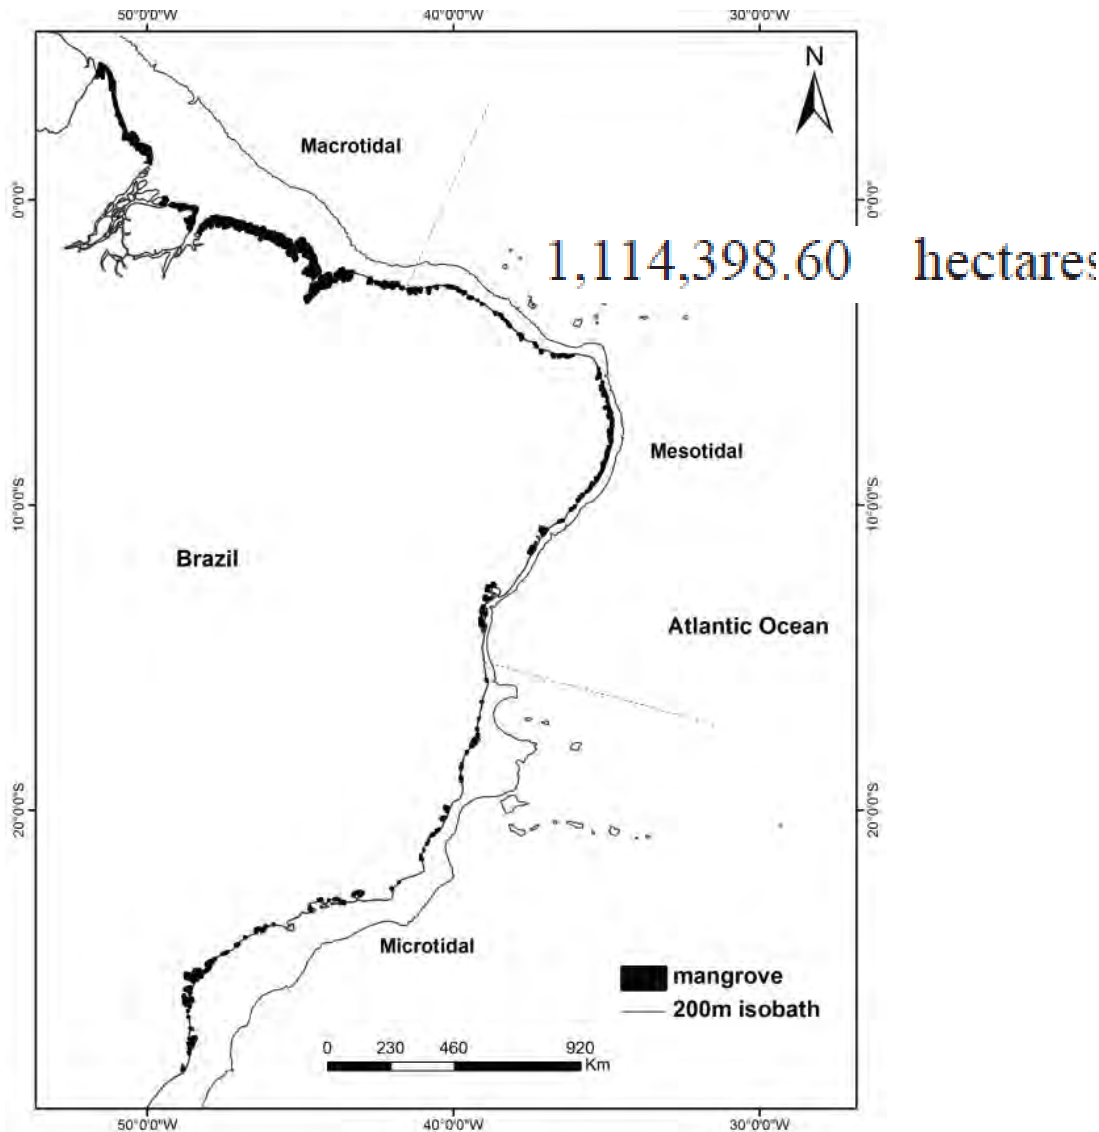 50°0'0"W 40°0'0"W 30°0'0"W
N
Macrotidal
0°0'0" 0°0'0"
1,114,398.60 hectares
Mesotidal
10°0'0"S 10°0'0"S
Brazil
Atlantic Ocean
20°0'0"S 20°0'0"S
Microtidal
mangrove
200m isobath
0 230 460 920
Km
50°0'0"W 40°0'0"W 30°0'0"W